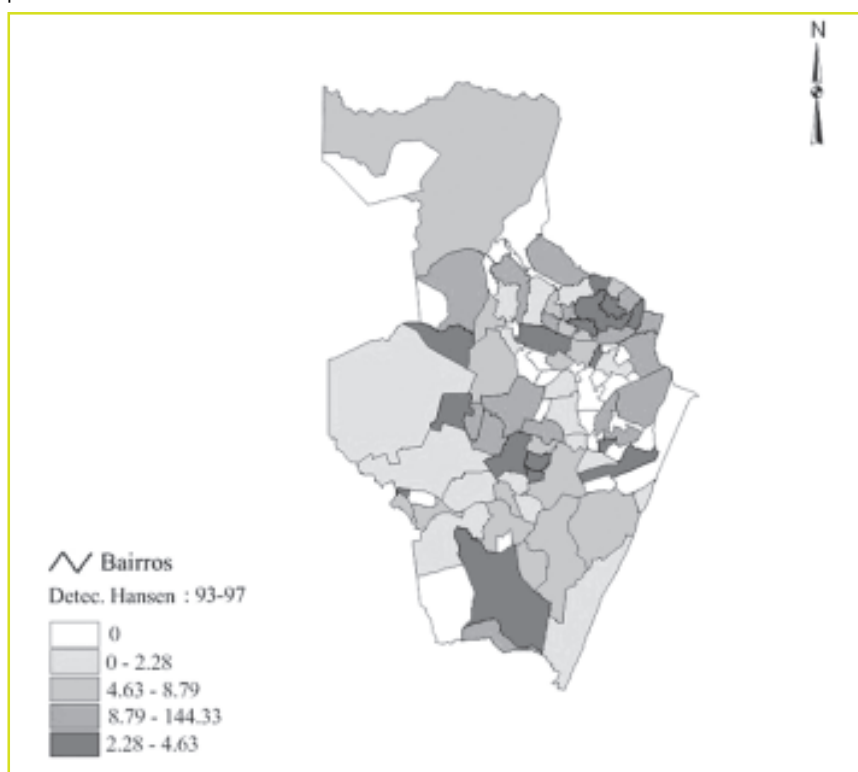 N
Bairros
Detec. Hansen : 93-97
0
0 - 2.28
4.63 - 8.79
8.79 - 144.33
2.28 - 4.63